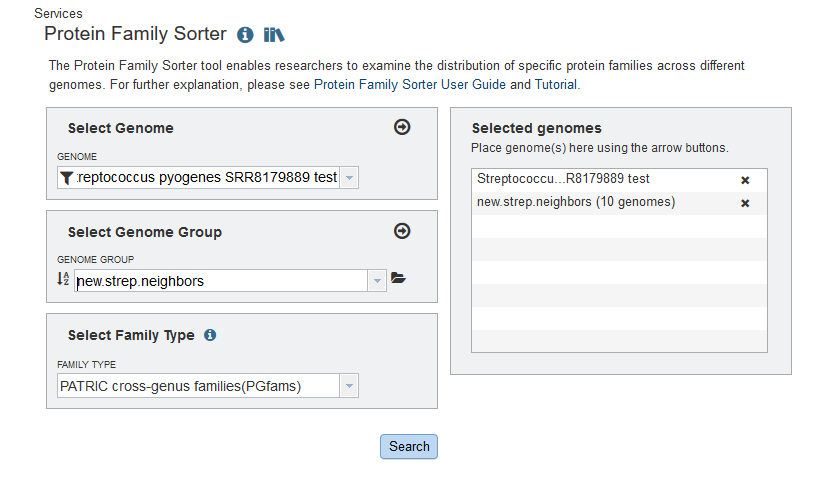 Services
Protein Family Sorter
The Protein Family Sorter tool enables researchers to examine the distribution of specific protein families across different
genomes. For further explanation, please see Protein Family Sorter User Guide and Tutorial.
Select Genome
GENOME
:reptococcus pyogenes SRR8179889 test
Select Genome Group
GENOME GROUP
new.strep.neighbors
Select Family Type
FAMILY TYPE
PATRIC cross-genus families(PGfams)
Selected genomes
Place genome(s) here using the arrow buttons.
Streptococcu...R8179889 test
new.strep.neighbors (10 genomes)
Search